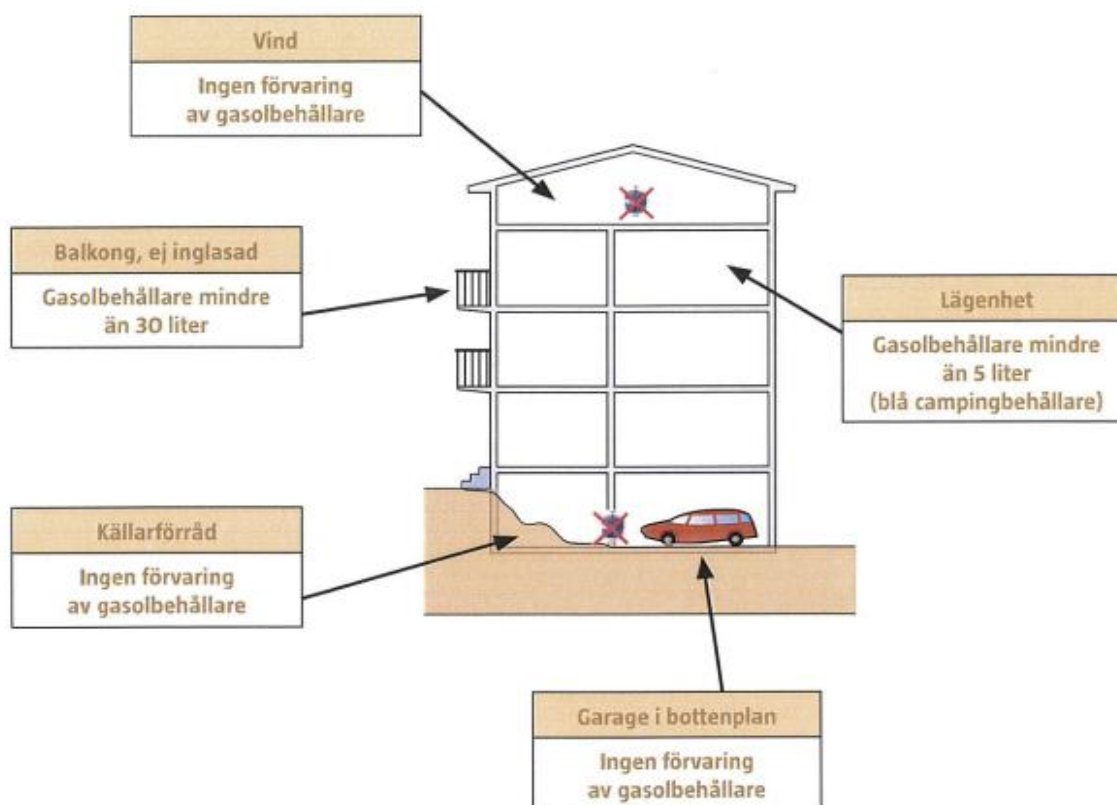 Vind
Ingen förvaring
av gasolbehållare
Balkong, ej inglasad
Gasolbehållare mindre
än 30 liter
Lägenhet
Gasolbehållare mindre
än 5 liter
(blå campingbehållare)
Källarförråd
Ingen förvaring
av gasolbehållare
Garage i bottenplan
Ingen förvaring
av gasolbehållare